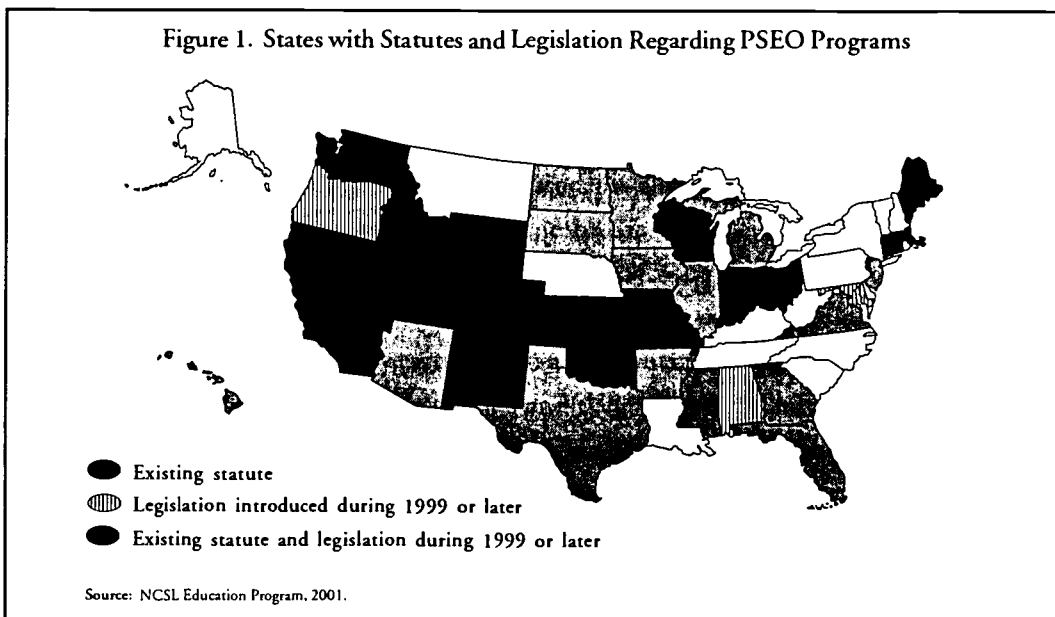 Figure 1. States with Statutes and Legislation Regarding PSEO Programs
Existing statute
Legislation introduced during 1999 or later
Existing statute and legislation during 1999 or later
Source: NCSL Education Program, 2001.